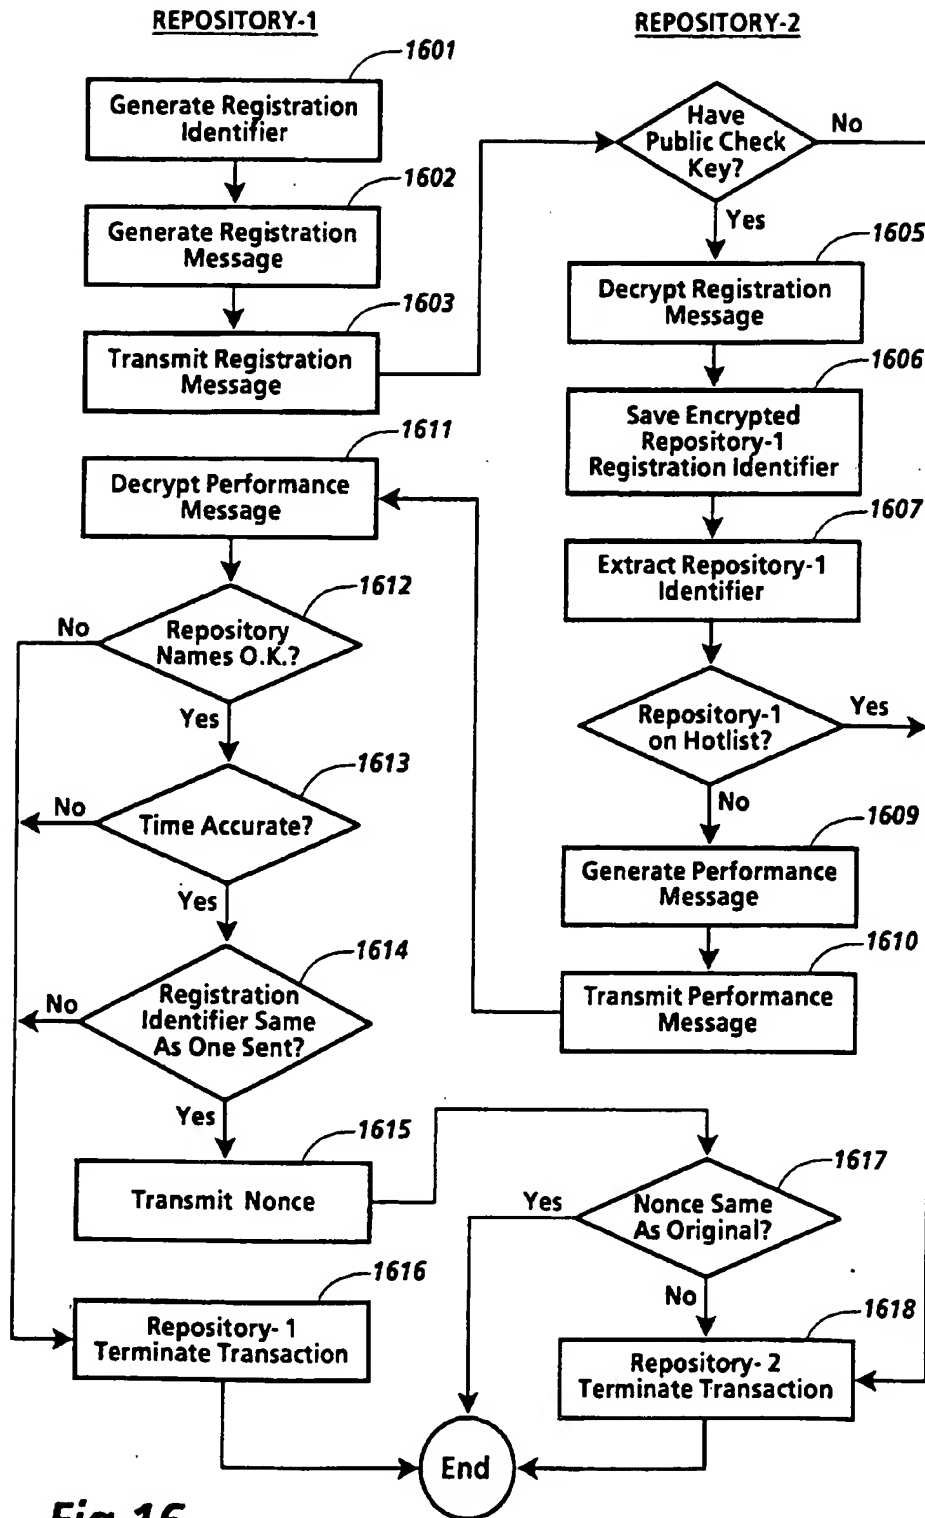 REPOSITORY-1
1601
Generate Registration
Identifier
1602
Generate Registration
Message
1603
Transmit Registration
Message
1611
Decrypt Performance
Message
1612
Repository
Names O.K.?
No
Yes
1613
Time Accurate?
No
Yes
1614
Registration
Identifier Same
As One Sent?
No
Yes
1615
Transmit Nonce
1616
Repository- 1
Terminate Transaction
REPOSITORY-2
Have
Public Check
Key?
No
Yes
1605
Decrypt Registration
Message
1606
Save Encrypted
Repository-1
Registration Identifier
1607
Extract Repository-1
Identifier
Repository-1
on Hotlist?
Yes
No
1609
Generate Performance
Message
1610
Transmit Performance
Message
1617
Nonce Same
As Original?
Yes
No
1618
Repository- 2
Terminate Transaction
End
Fig. 16